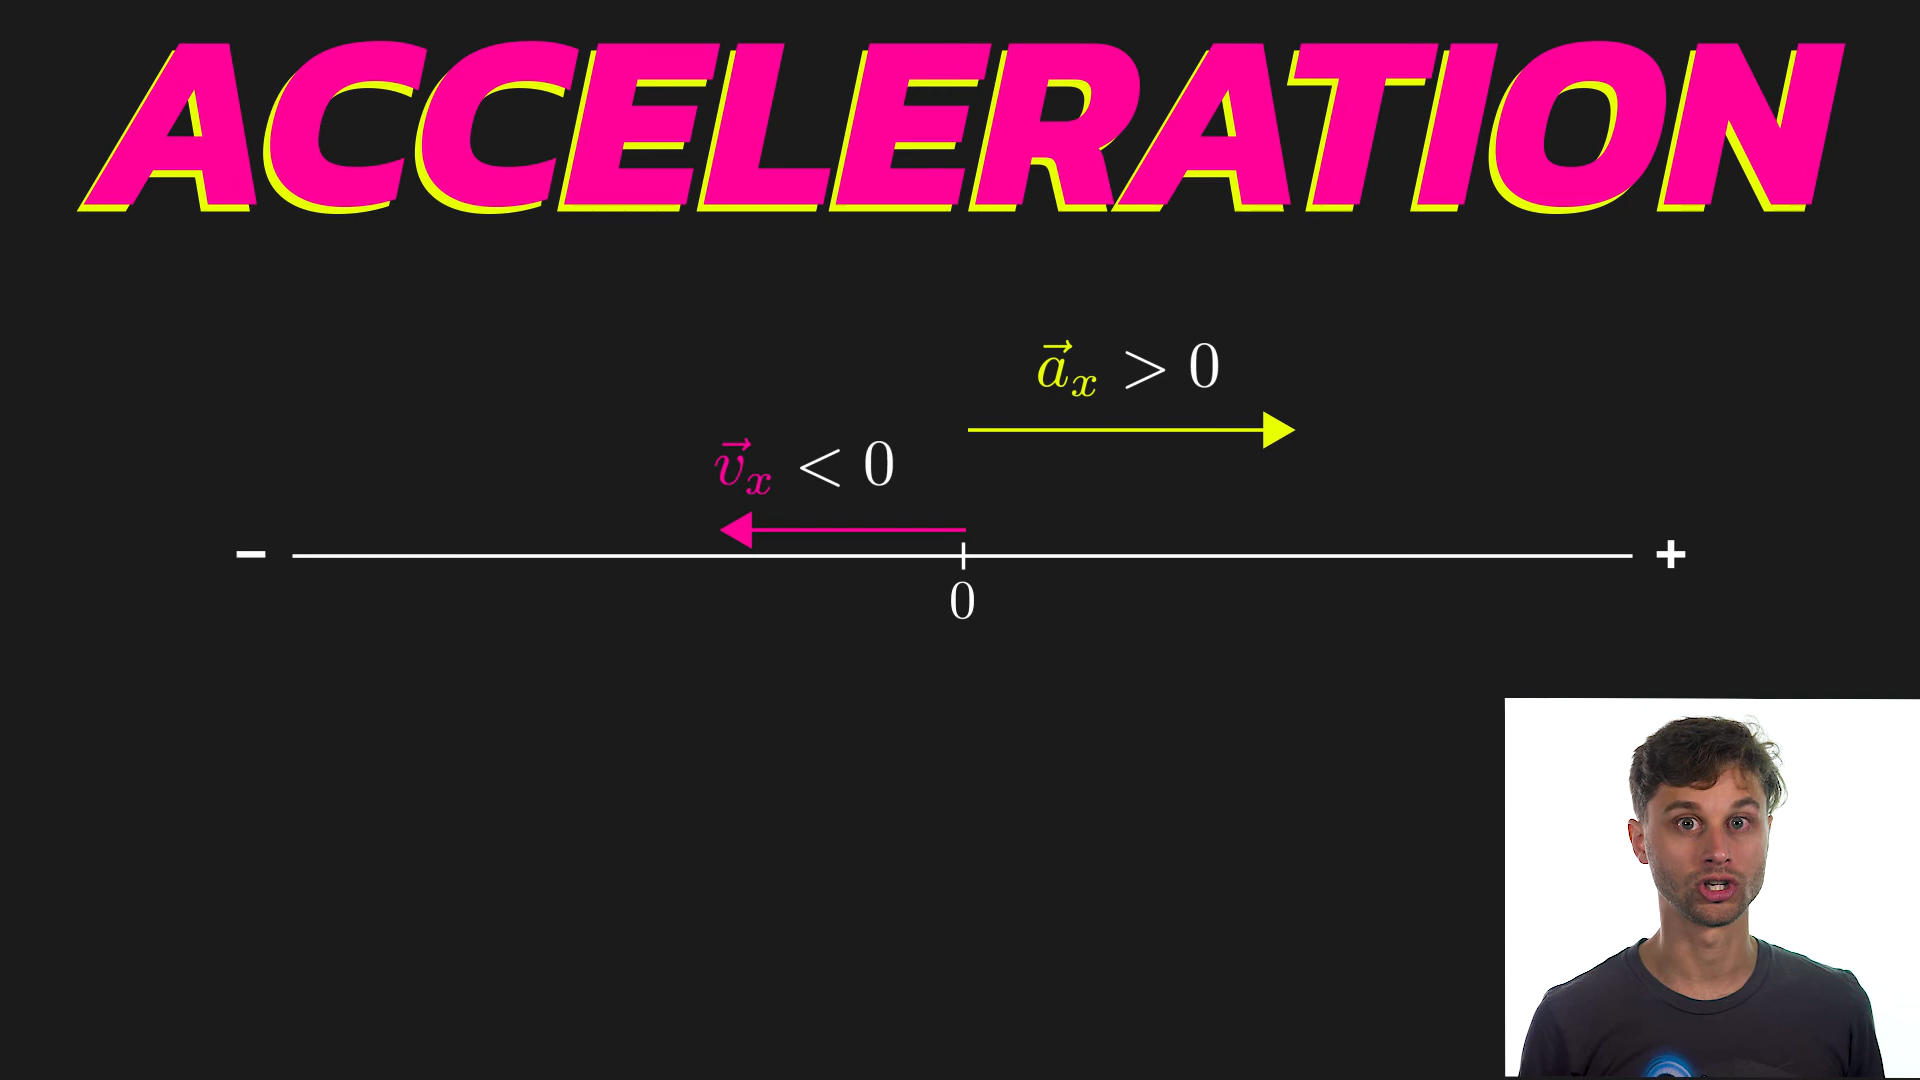 ACCELERATION
a⃗ₓ > 0
v⃗ₓ < 0
− +
0